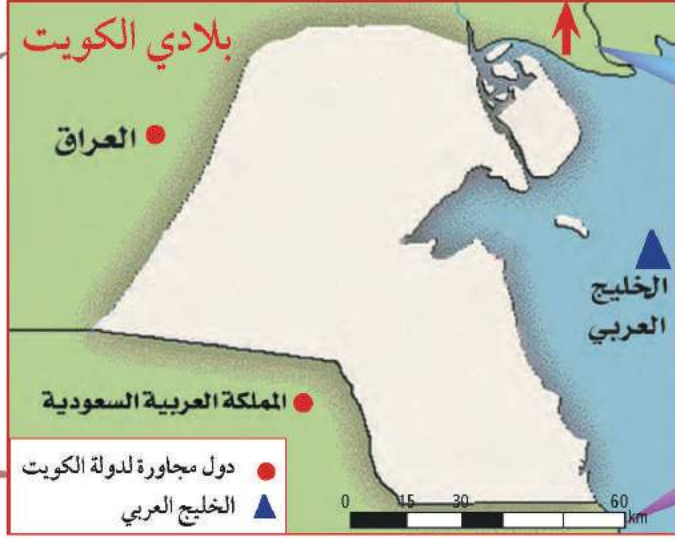 بلادي الكويت
العراق
الخليج
العربي
المملكة العربية السعودية
دول مجاورة لدولة الكويت
الخليج العربي
0 15 30 60
km